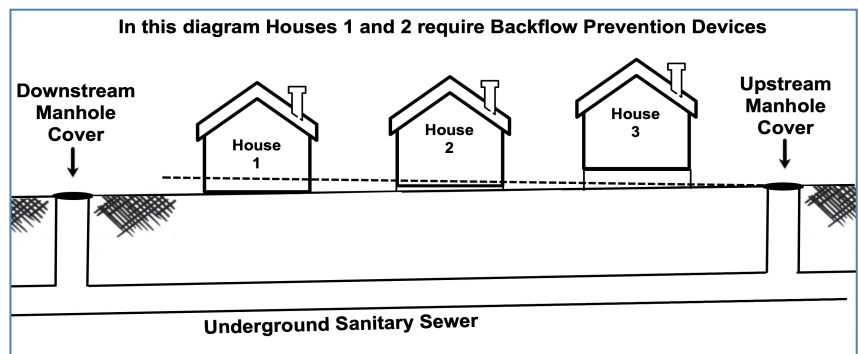 In this diagram Houses 1 and 2 require Backflow Prevention Devices
Downstream
Manhole
Cover
House
1
House
2
House
3
Upstream
Manhole
Cover
Underground Sanitary Sewer